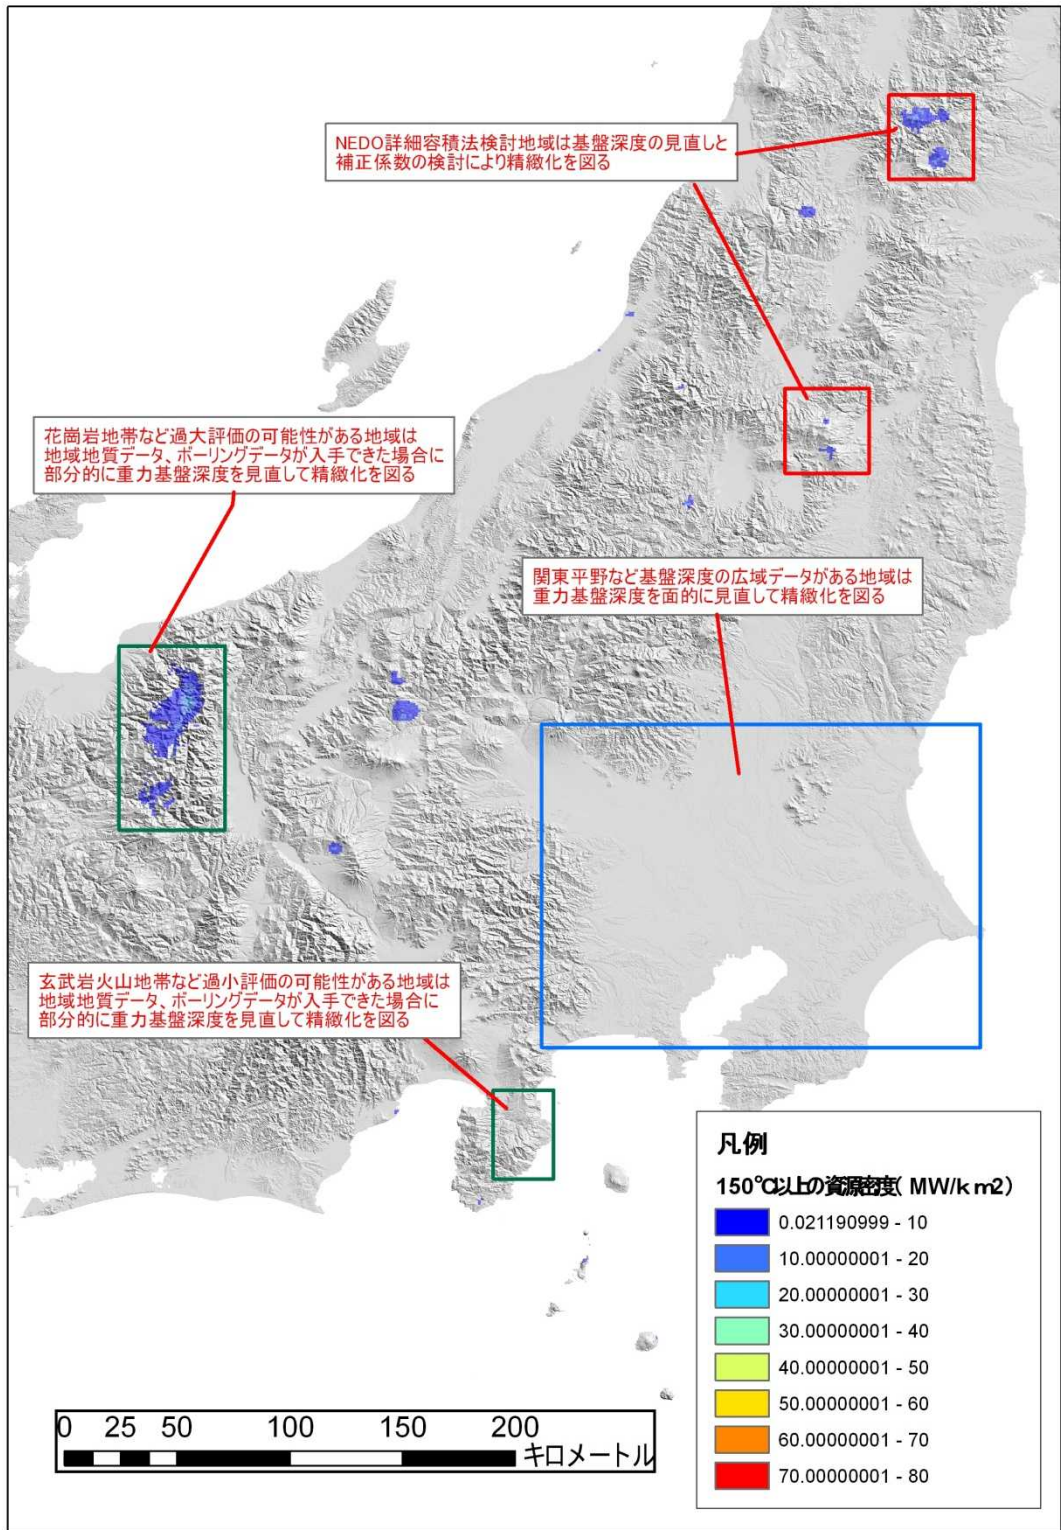 NEDO詳細容積法検討地域は基盤深度の見直しと
補正係数の検討により精緻化を図る
花崗岩地帯など過大評価の可能性がある地域は
地域地質データ、ボーリングデータが入手できた場合に
部分的に重力基盤深度を見直して精緻化を図る
関東平野など基盤深度の広域データがある地域は
重力基盤深度を面的に見直して精緻化を図る
玄武岩火山地帯など過小評価の可能性がある地域は
地域地質データ、ボーリングデータが入手できた場合に
部分的に重力基盤深度を見直して精緻化を図る
凡例
150℃以上の資源密度( MW/km2)
0.021190999 - 10
10.00000001 - 20
20.00000001 - 30
30.00000001 - 40
40.00000001 - 50
50.00000001 - 60
60.00000001 - 70
70.00000001 - 80
0 25 50 100 150 200
キロメートル